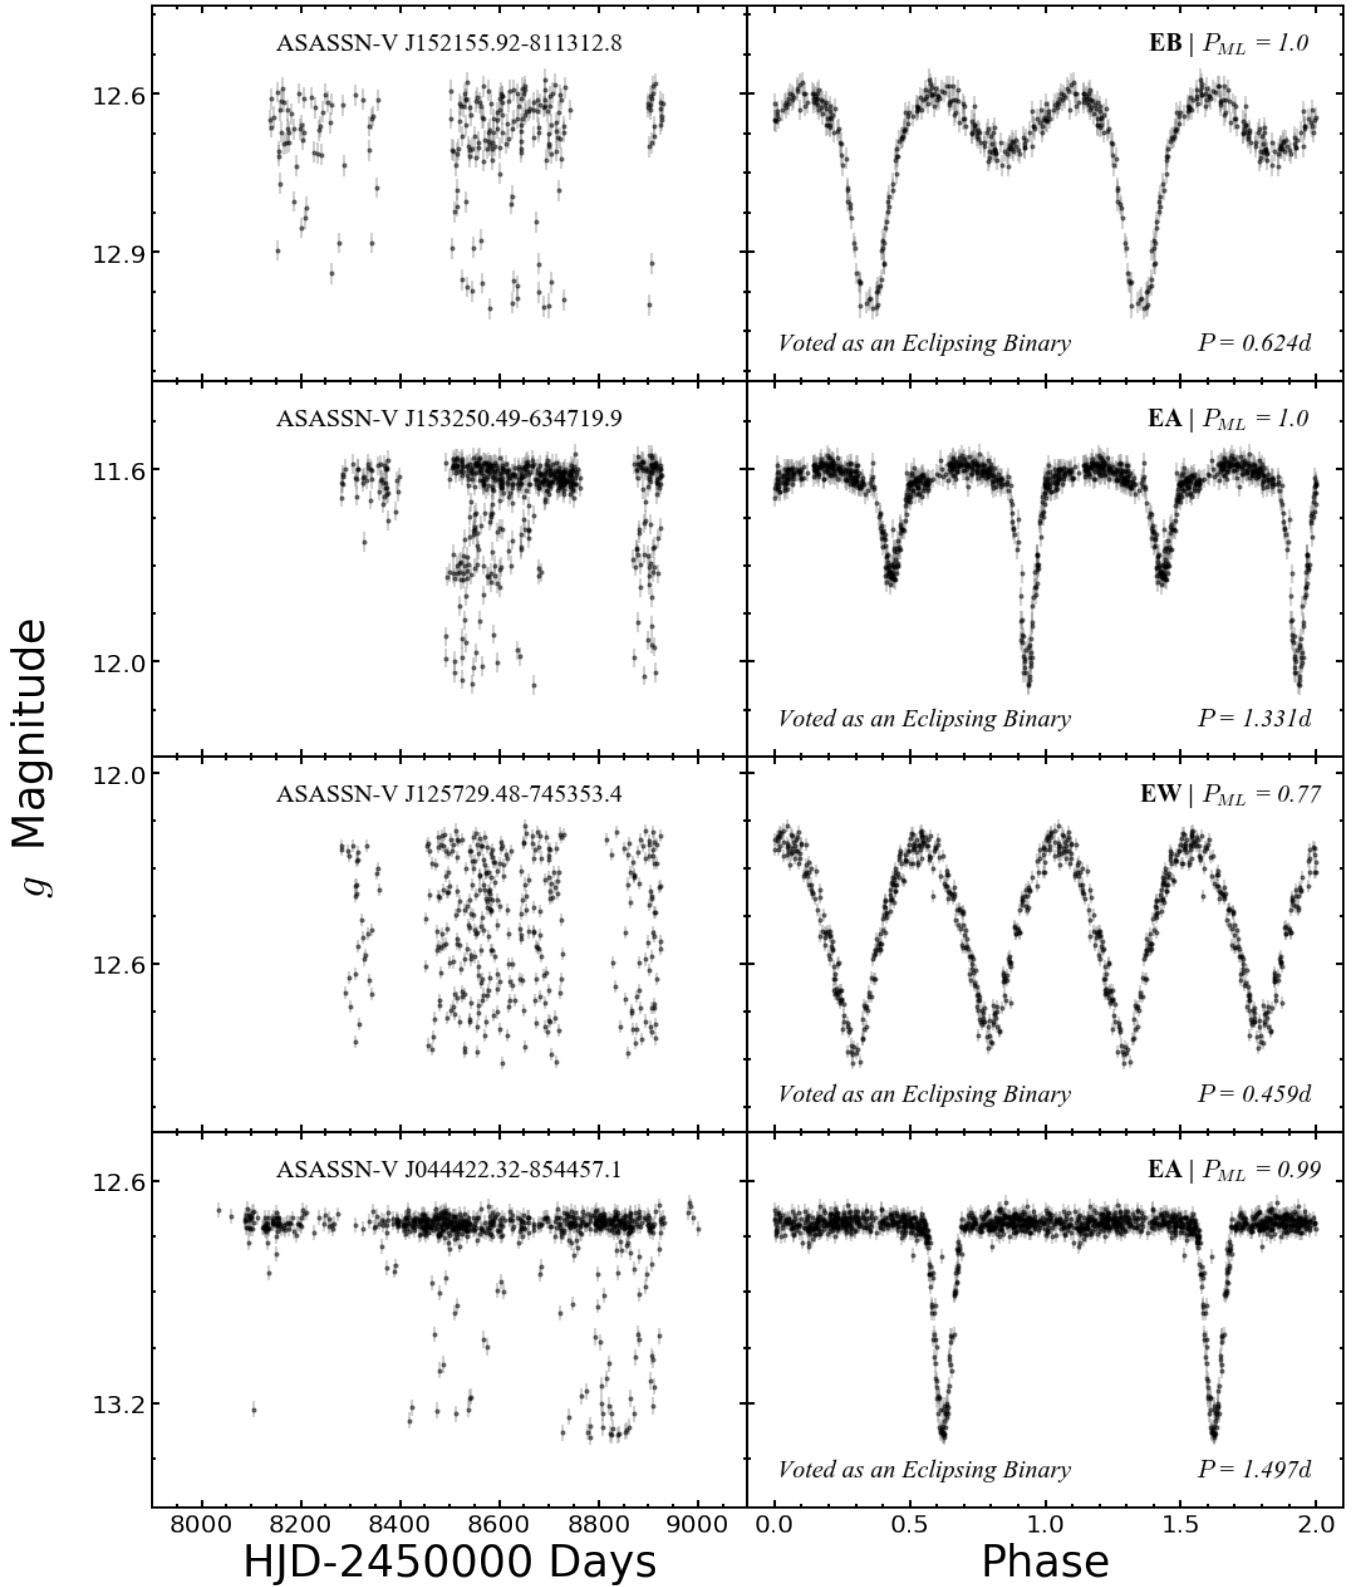 ASASSN-V J152155.92-811312.8
EB | P_ML = 1.0
12.6
12.9
Voted as an Eclipsing Binary
P = 0.624d
ASASSN-V J153250.49-634719.9
EA | P_ML = 1.0
11.6
12.0
Voted as an Eclipsing Binary
P = 1.331d
g Magnitude
ASASSN-V J125729.48-745353.4
EW | P_ML = 0.77
12.0
12.6
Voted as an Eclipsing Binary
P = 0.459d
ASASSN-V J044422.32-854457.1
EA | P_ML = 0.99
12.6
13.2
Voted as an Eclipsing Binary
P = 1.497d
8000 8200 8400 8600 8800 9000
0.0 0.5 1.0 1.5 2.0
HJD-2450000 Days
Phase